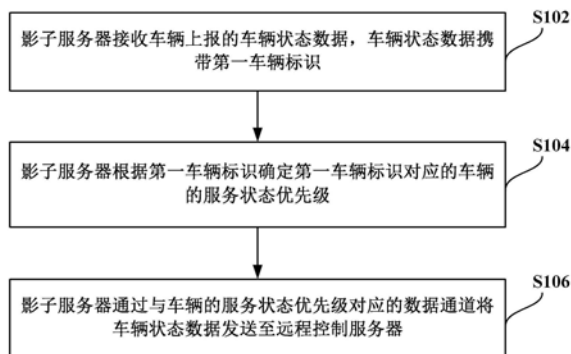 S102
影子服务器接收车辆上报的车辆状态数据，车辆状态数据携
带第一车辆标识
S104
影子服务器根据第一车辆标识确定第一车辆标识对应的车辆
的服务状态优先级
S106
影子服务器通过与车辆的服务状态优先级对应的数据通道将
车辆状态数据发送至远程控制服务器